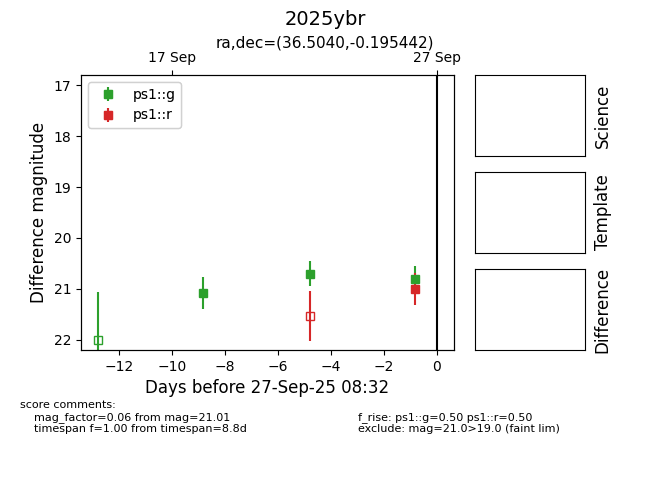 2025ybr
ra,dec=(36.5040,-0.195442)
17 Sep 27 Sep
ps1::g
ps1::r
Difference magnitude
17
18
19
20
21
22
−12 −10 −8 −6 −4 −2 0
Days before 27-Sep-25 08:32
Science
Template
Difference
score comments:
mag_factor=0.06 from mag=21.01
timespan f=1.00 from timespan=8.8d
f_rise: ps1::g=0.50 ps1::r=0.50
exclude: mag=21.0>19.0 (faint lim)